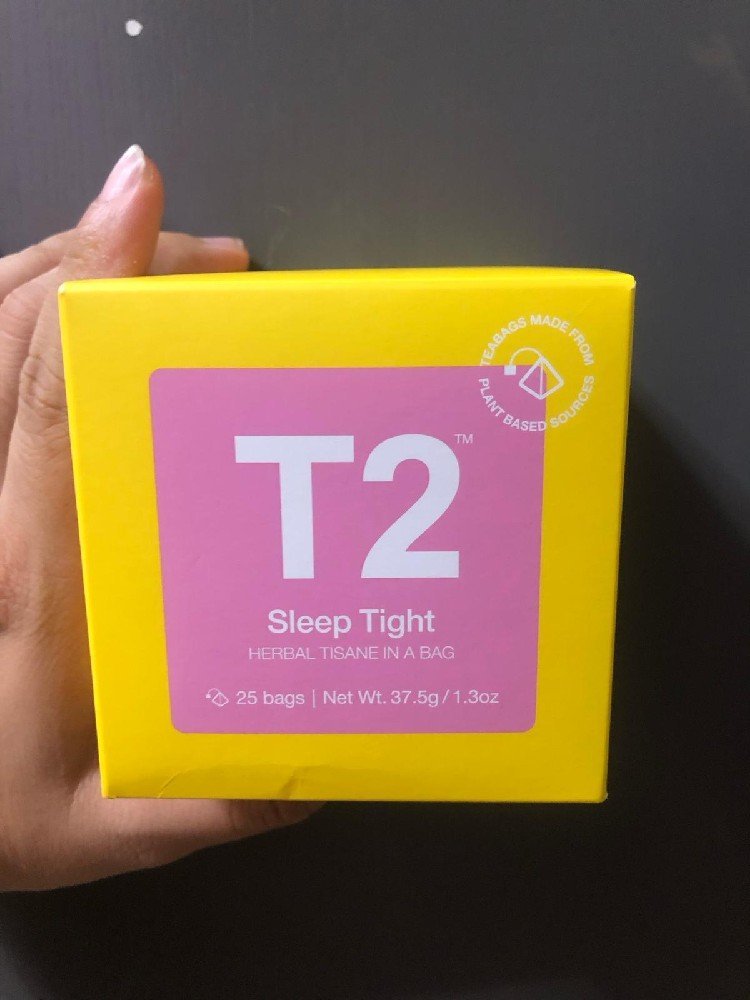 TEABAGS MADE FROM
PLANT BASED SOURCES
T2™
Sleep Tight
HERBAL TISANE IN A BAG
25 bags | Net Wt. 37.5g / 1.3oz